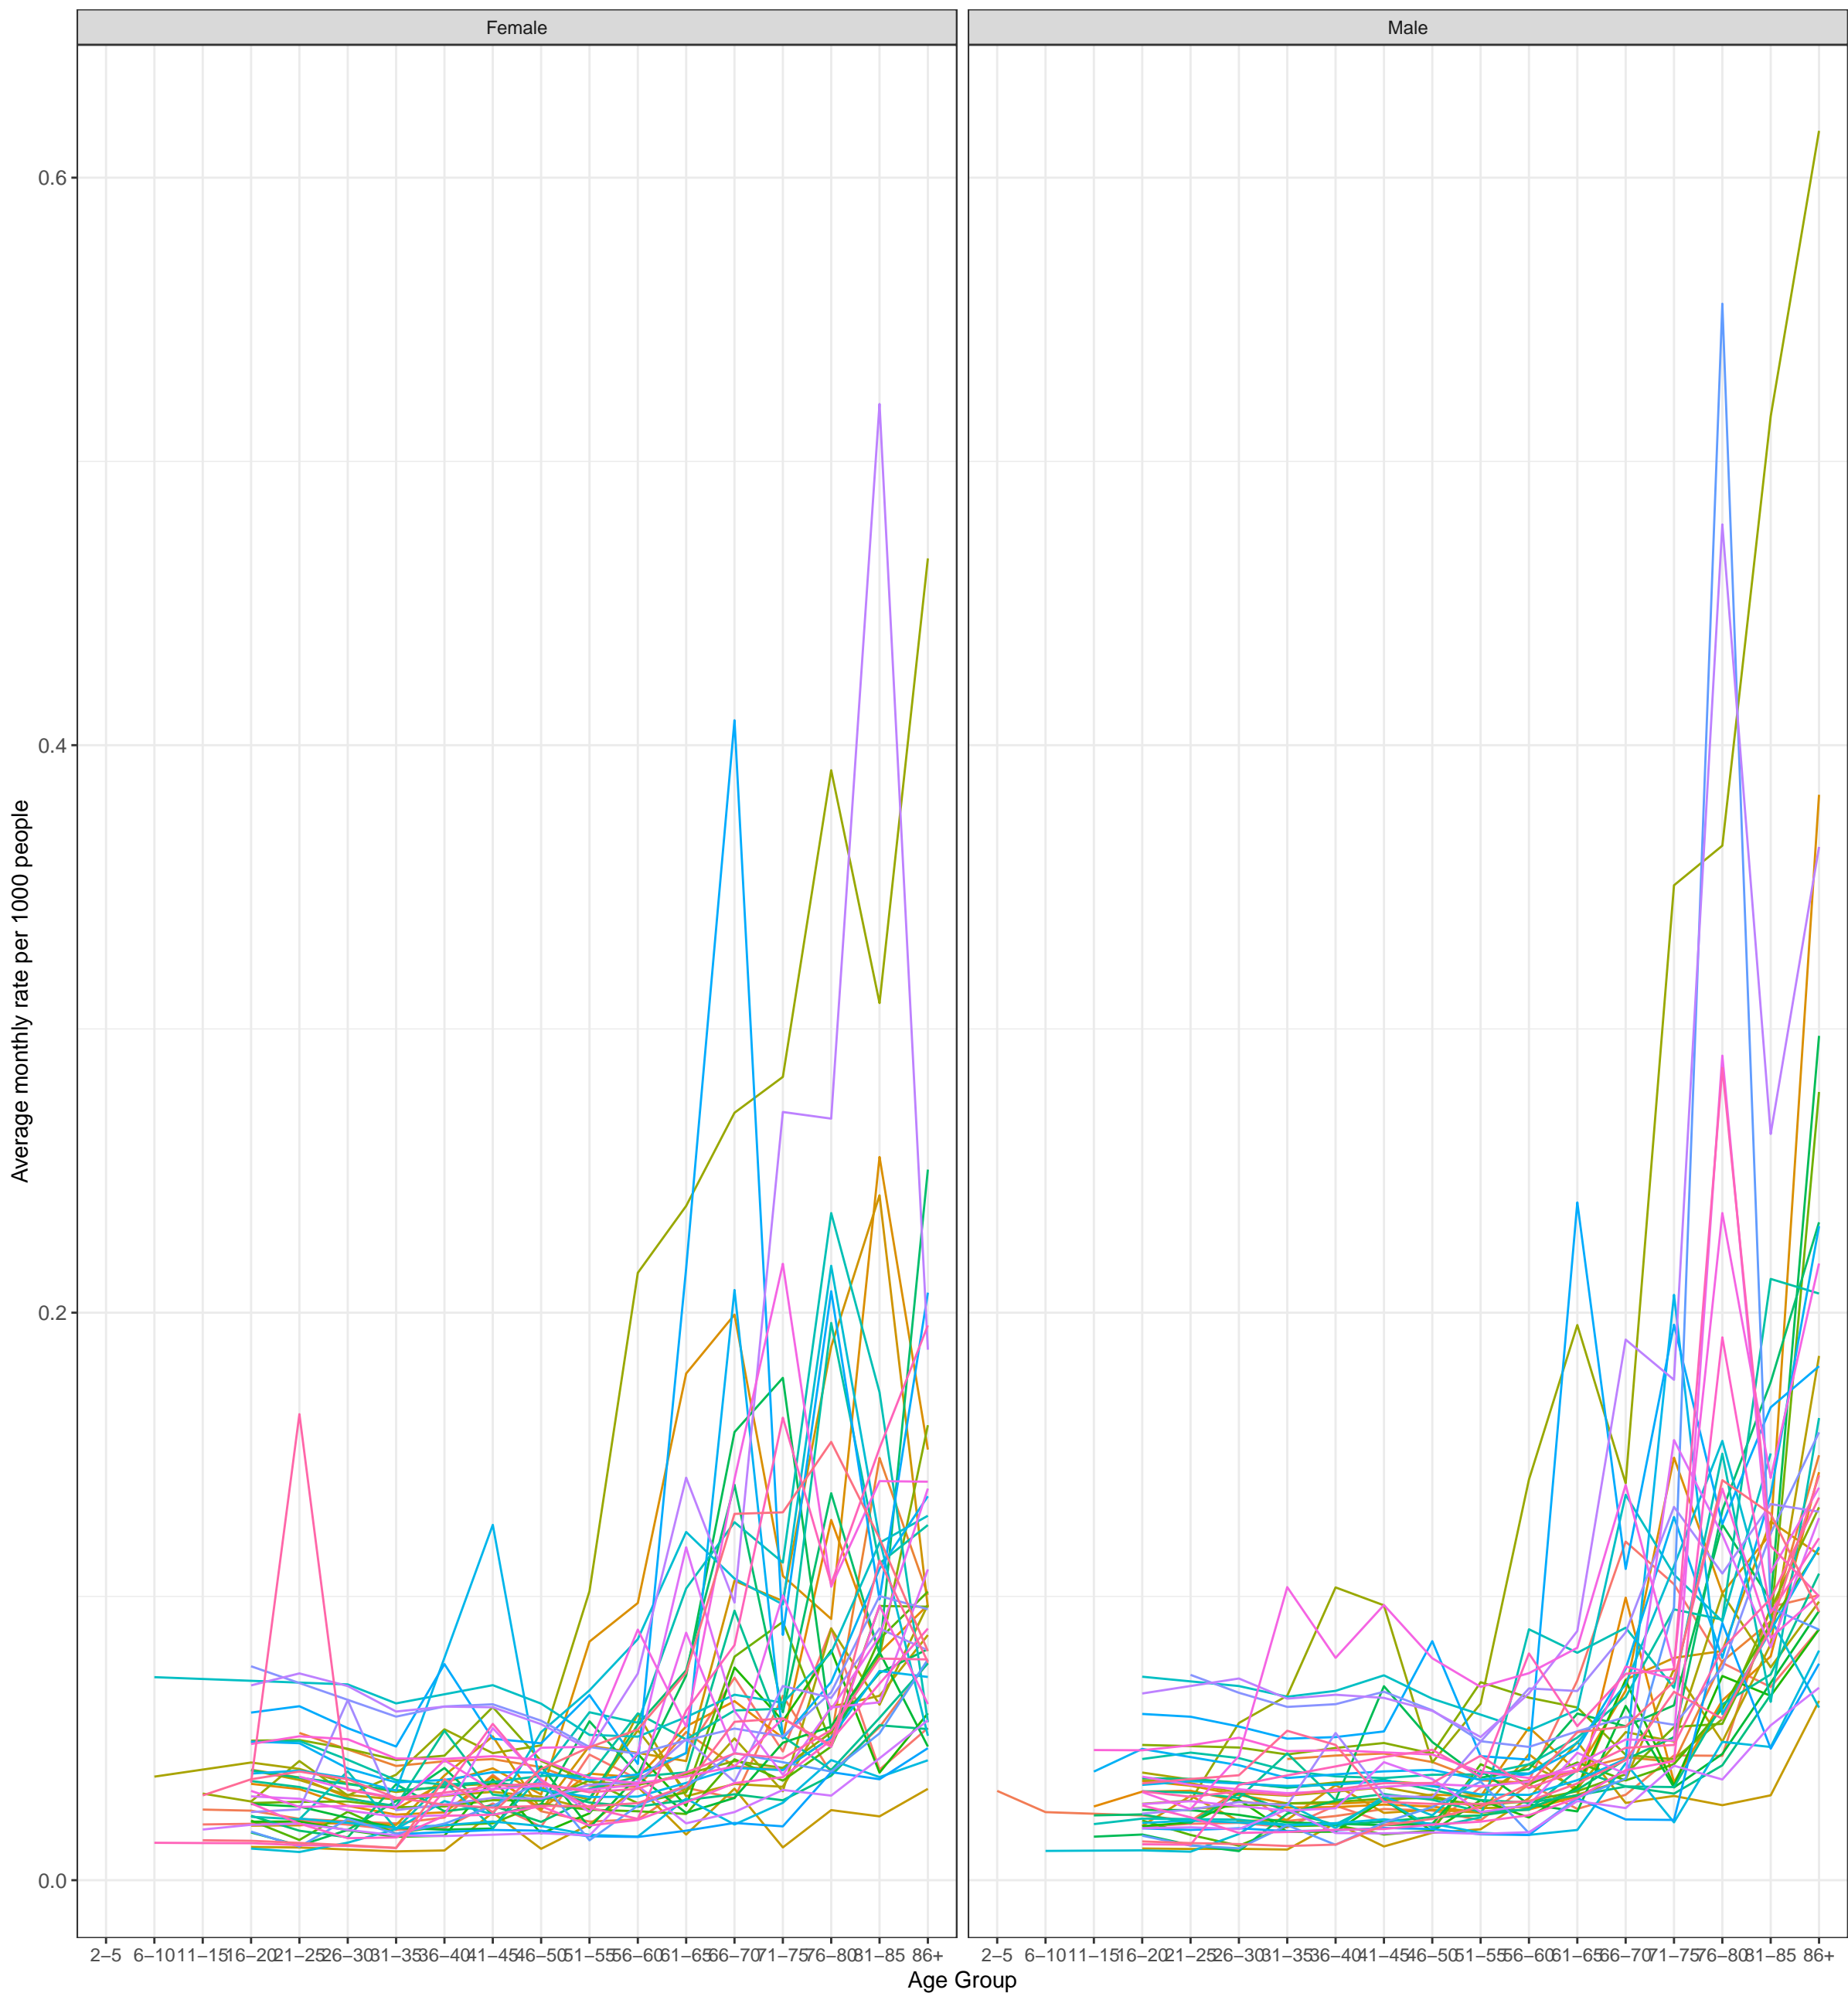 Female Male
Average monthly rate per 1000 people
0.6
0.4
0.2
0.0
2–5 6–10 11–15 16–20 21–25 26–30 31–35 36–40 41–45 46–50 51–55 56–60 61–65 66–70 71–75 76–80 81–85 86+ 2–5 6–10 11–15 16–20 21–25 26–30 31–35 36–40 41–45 46–50 51–55 56–60 61–65 66–70 71–75 76–80 81–85 86+
Age Group